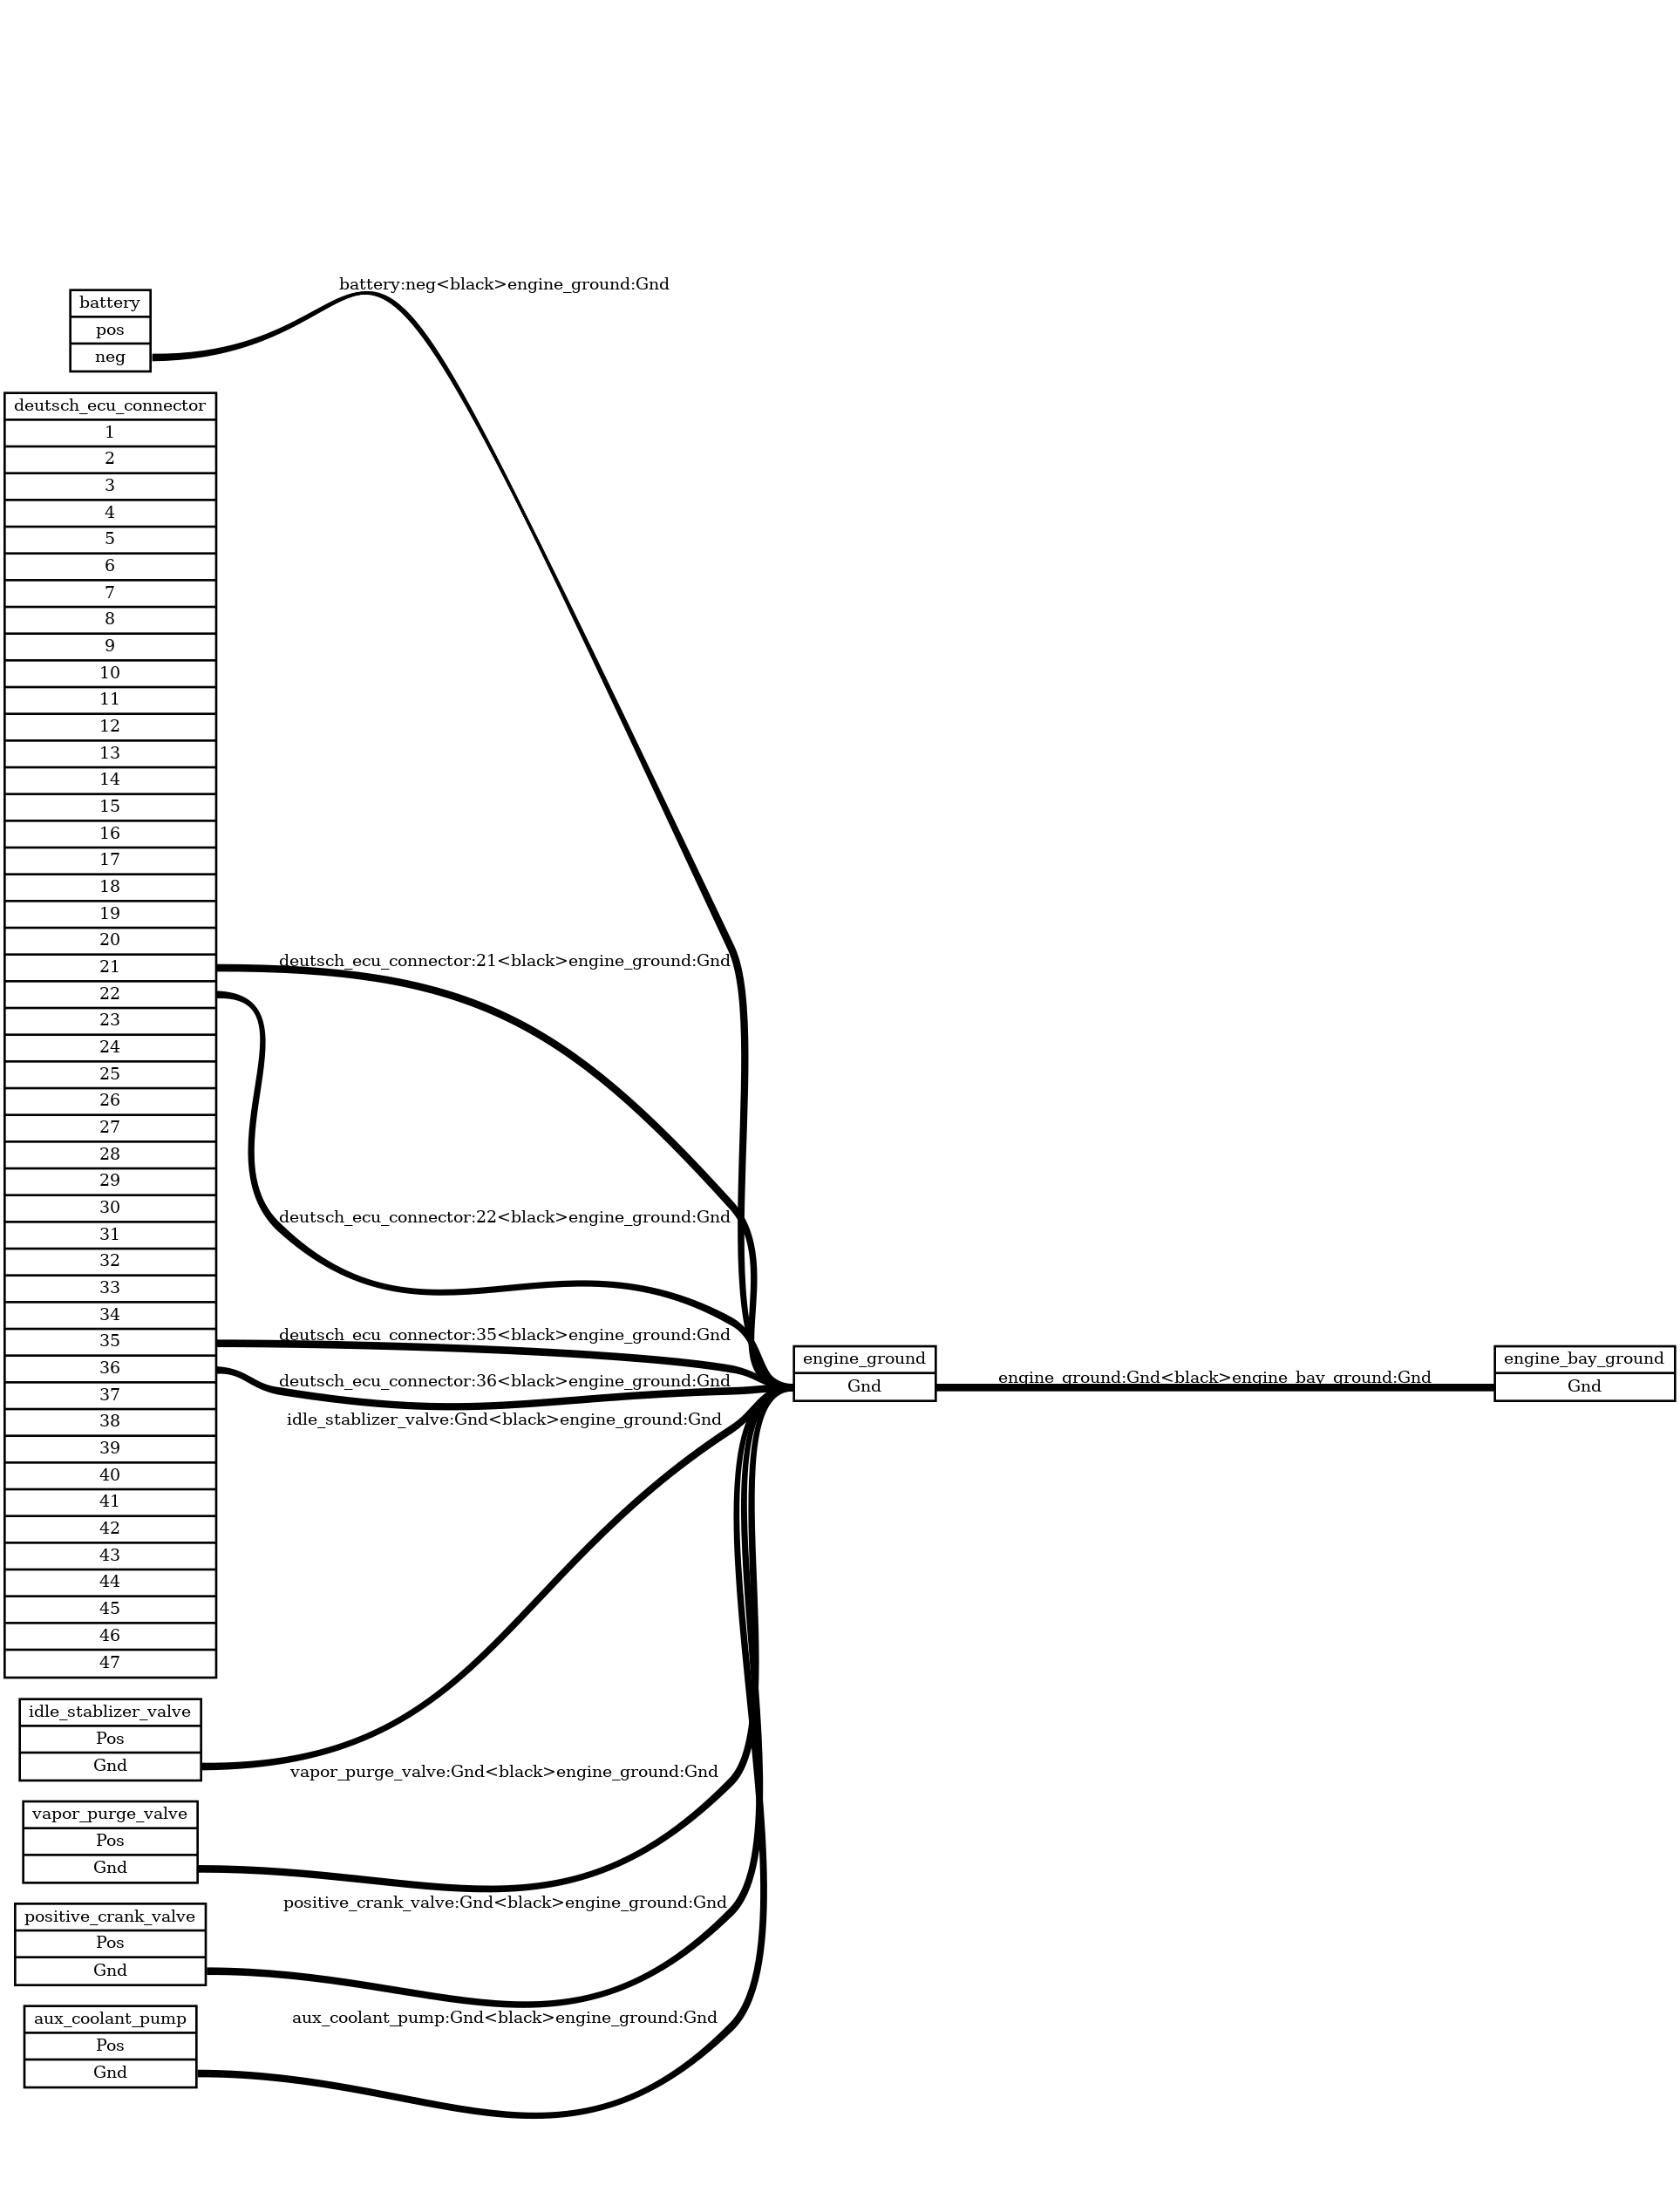 battery:neg<black>engine_ground:Gnd
battery
pos
neg
deutsch_ecu_connector
1
2
3
4
5
6
7
8
9
10
11
12
13
14
15
16
17
18
19
20
21
22
23
24
25
26
27
28
29
30
31
32
33
34
35
36
37
38
39
40
41
42
43
44
45
46
47
deutsch_ecu_connector:21<black>engine_ground:Gnd
deutsch_ecu_connector:22<black>engine_ground:Gnd
deutsch_ecu_connector:35<black>engine_ground:Gnd
deutsch_ecu_connector:36<black>engine_ground:Gnd
idle_stablizer_valve:Gnd<black>engine_ground:Gnd
engine_ground
Gnd
engine_ground:Gnd<black>engine_bay_ground:Gnd
engine_bay_ground
Gnd
idle_stablizer_valve
Pos
Gnd
vapor_purge_valve:Gnd<black>engine_ground:Gnd
vapor_purge_valve
Pos
Gnd
positive_crank_valve:Gnd<black>engine_ground:Gnd
positive_crank_valve
Pos
Gnd
aux_coolant_pump:Gnd<black>engine_ground:Gnd
aux_coolant_pump
Pos
Gnd